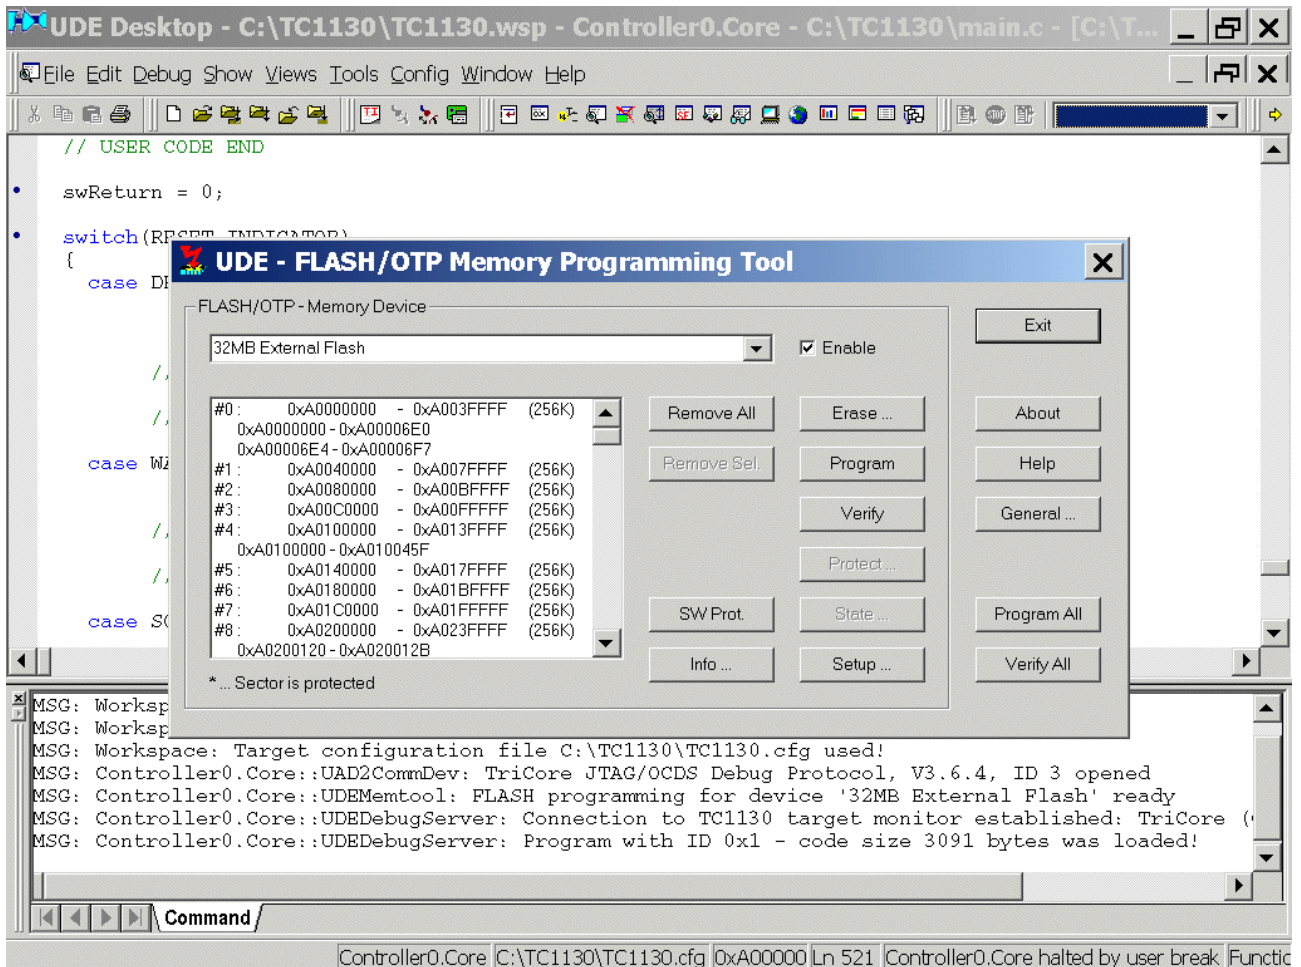 UDE Desktop - C:\TC1130\TC1130.wsp - Controller0.Core - C:\TC1130\main.c - [C:\T...
File Edit Debug Show Views Tools Config Window Help
// USER CODE END
swReturn = 0;
switch(RESET_INDICATOR)
{
case
UDE - FLASH/OTP Memory Programming Tool
FLASH/OTP - Memory Device
32MB External Flash
Enable
Exit
#0 : 0xA0000000 - 0xA003FFFF (256K)
0xA0000000 - 0xA00006E0
0xA00006E4 - 0xA00006F7
#1 : 0xA0040000 - 0xA007FFFF (256K)
#2 : 0xA0080000 - 0xA00BFFFF (256K)
#3 : 0xA00C0000 - 0xA00FFFFF (256K)
#4 : 0xA0100000 - 0xA013FFFF (256K)
0xA0100000 - 0xA010045F
#5 : 0xA0140000 - 0xA017FFFF (256K)
#6 : 0xA0180000 - 0xA01BFFFF (256K)
#7 : 0xA01C0000 - 0xA01FFFFF (256K)
#8 : 0xA0200000 - 0xA023FFFF (256K)
0xA0200120 - 0xA020012B
Remove All
Erase ...
About
Remove Sel.
Program
Help
Verify
General ...
Protect ...
SW Prot.
State ...
Program All
Info ...
Setup ...
Verify All
* ... Sector is protected
case
case
MSG: Worksp
MSG: Worksp
MSG: Workspace: Target configuration file C:\TC1130\TC1130.cfg used!
MSG: Controller0.Core::UAD2CommDev: TriCore JTAG/OCDS Debug Protocol, V3.6.4, ID 3 opened
MSG: Controller0.Core::UDEMemtool: FLASH programming for device '32MB External Flash' ready
MSG: Controller0.Core::UDEDebugServer: Connection to TC1130 target monitor established: TriCore (
MSG: Controller0.Core::UDEDebugServer: Program with ID 0x1 - code size 3091 bytes was loaded!
Command
Controller0.Core C:\TC1130\TC1130.cfg 0xA00000 Ln 521 Controller0.Core halted by user break Functio